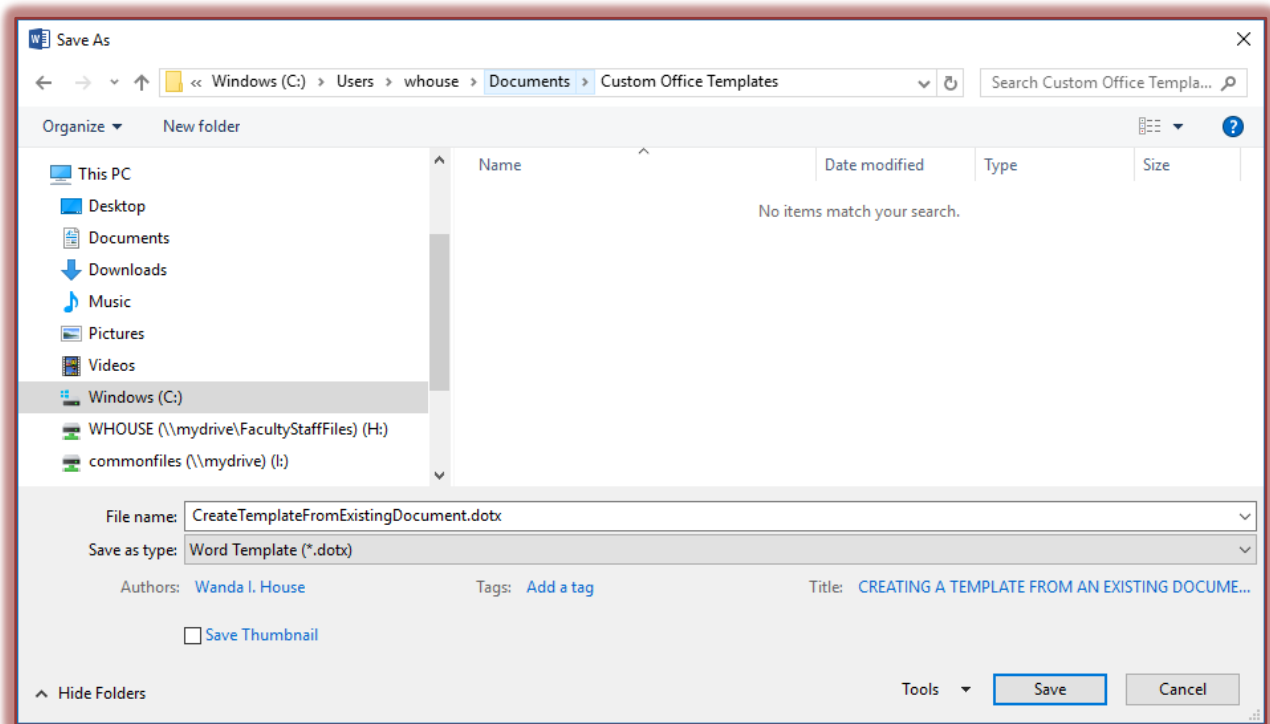 Save As
« Windows (C:) > Users > whouse > Documents > Custom Office Templates
Search Custom Office Templa...
Organize
New folder
Name
Date modified
Type
Size
This PC
No items match your search.
Desktop
Documents
Downloads
Music
Pictures
Videos
Windows (C:)
WHOUSE (\\mydrive\FacultyStaffFiles) (H:)
commonfiles (\\mydrive) (I:)
File name: CreateTemplateFromExistingDocument.dotx
Save as type: Word Template (*.dotx)
Authors: Wanda I. House
Tags: Add a tag
Title: CREATING A TEMPLATE FROM AN EXISTING DOCUME...
Save Thumbnail
Hide Folders
Tools
Save
Cancel